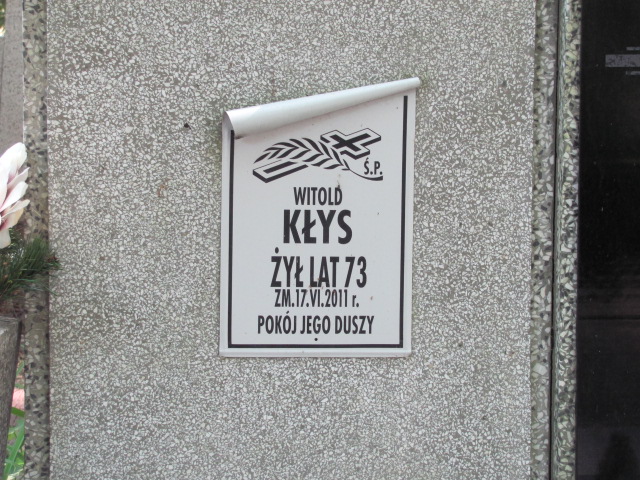 Ś.P.
WITOLD
KŁYS
ŻYŁ LAT 73
ZM.17.VI.2011 r.
POKÓJ JEGO DUSZY